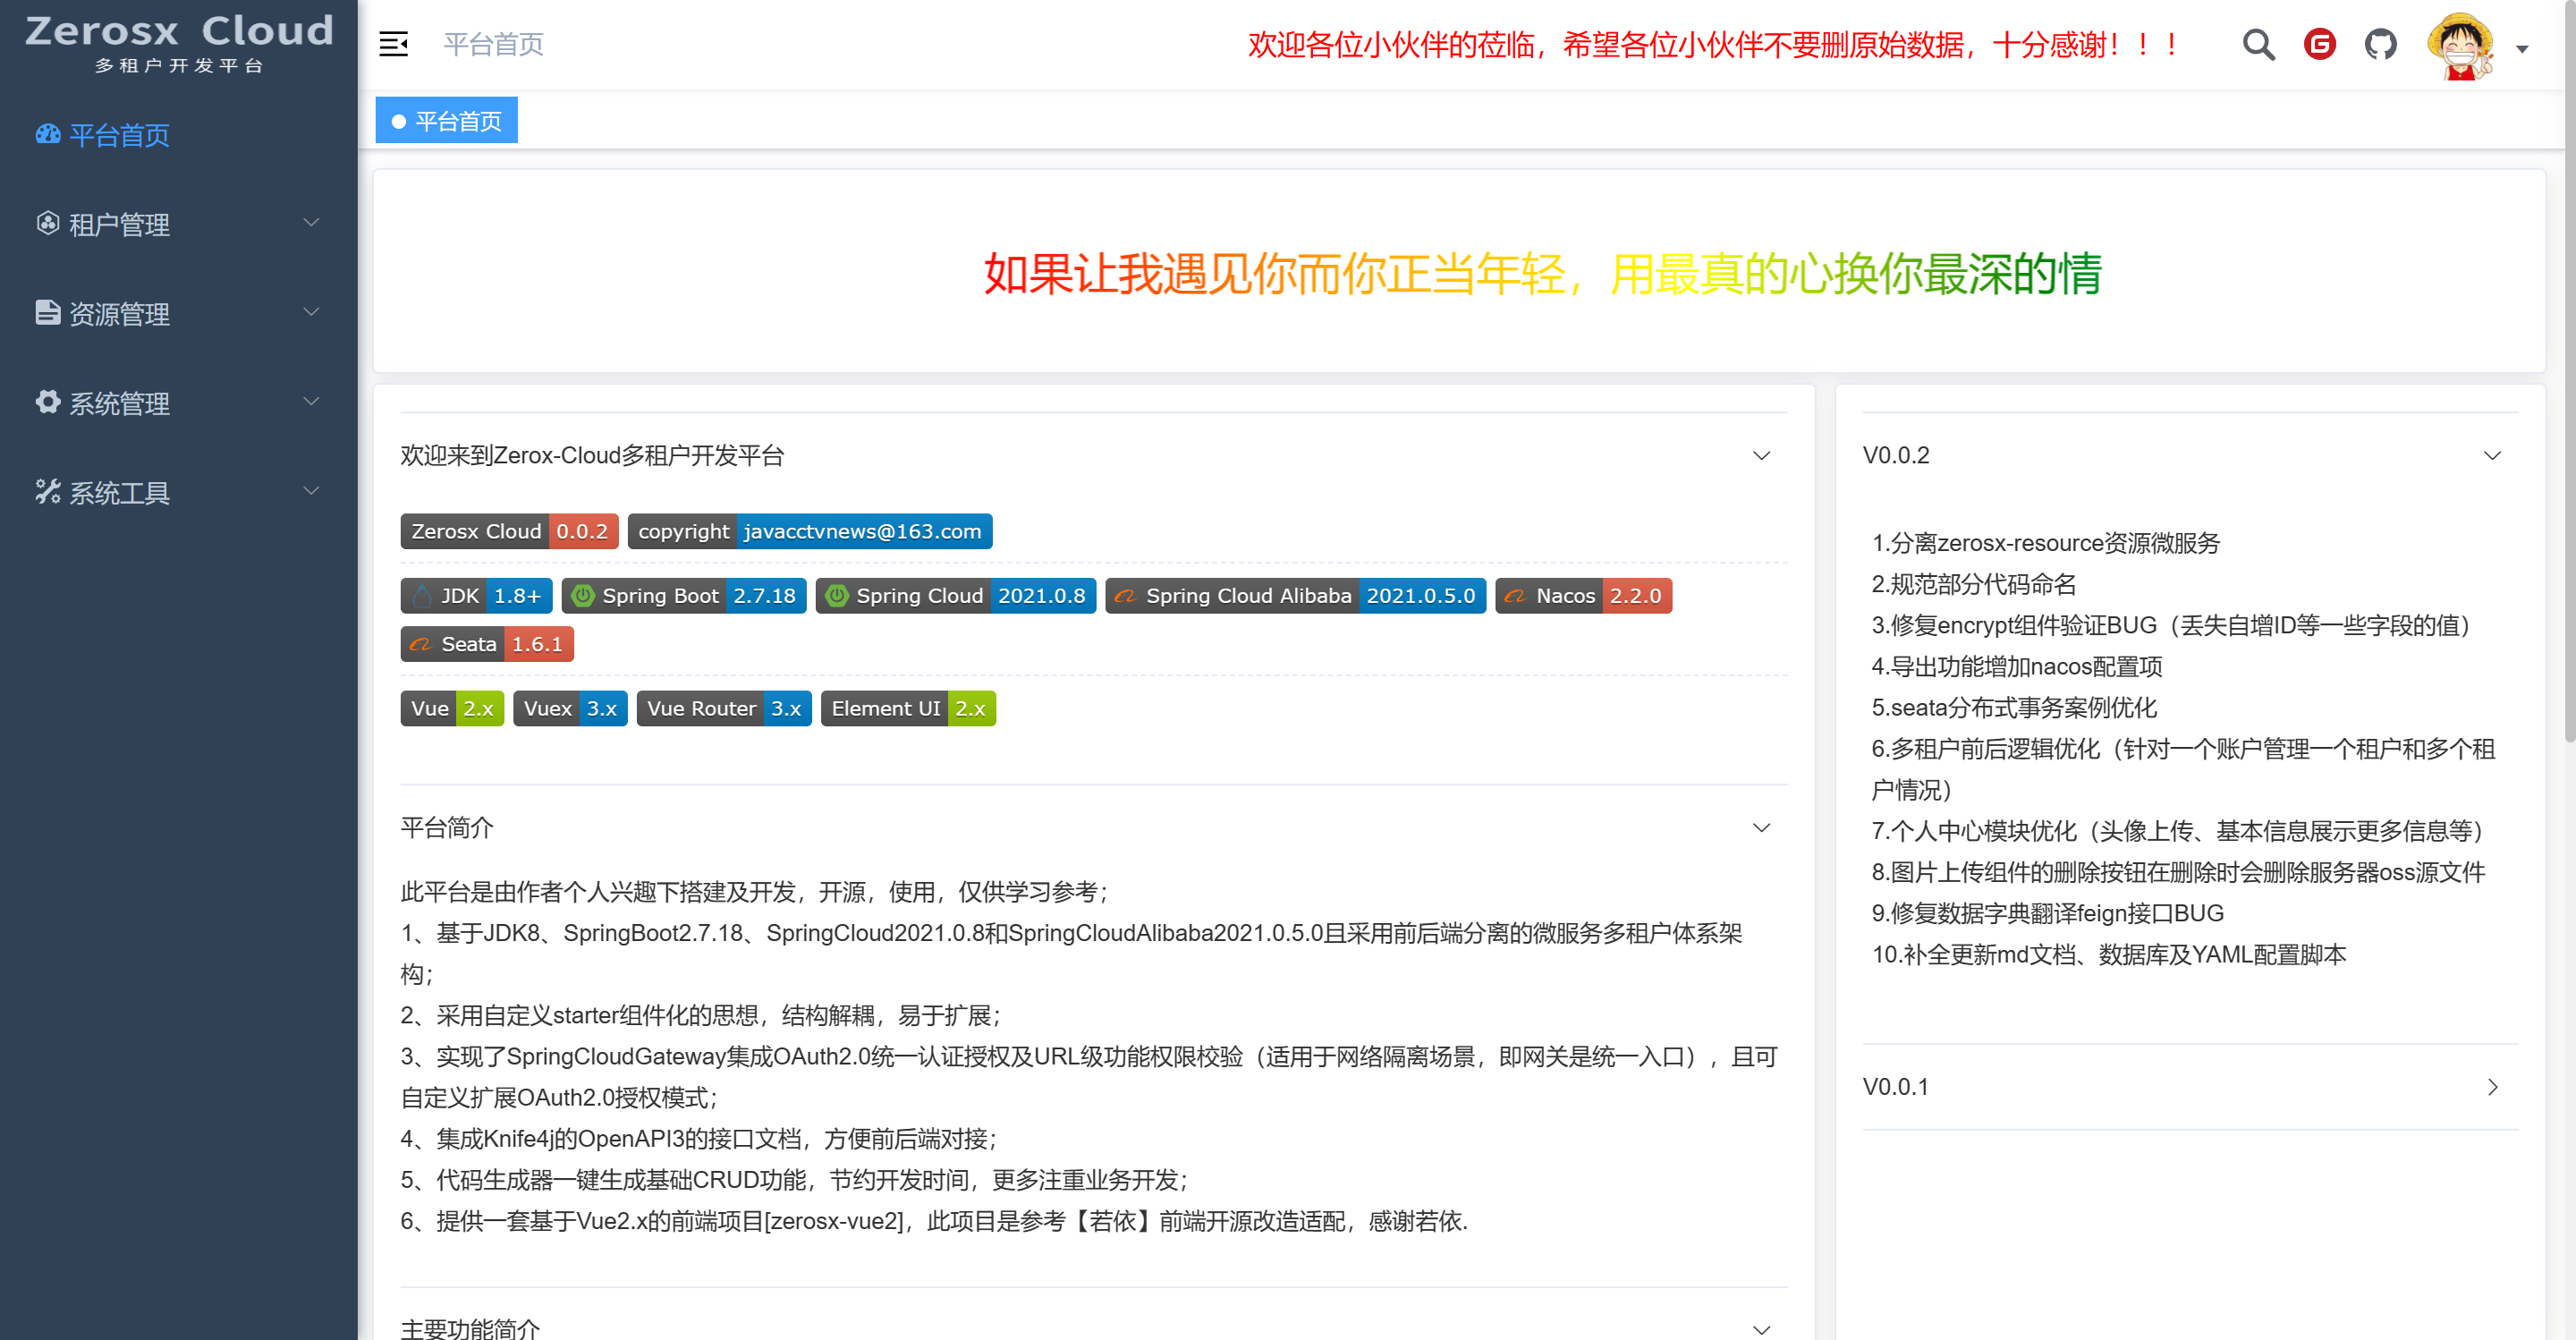 Zerosx Cloud
多租户开发平台
平台首页
租户管理
资源管理
系统管理
系统工具
平台首页
欢迎各位小伙伴的莅临，希望各位小伙伴不要删原始数据，十分感谢！！！
平台首页
如果让我遇见你而你正当年轻，用最真的心换你最深的情
欢迎来到Zerox-Cloud多租户开发平台
Zerosx Cloud 0.0.2 copyright javacctvnews@163.com
JDK 1.8+ Spring Boot 2.7.18 Spring Cloud 2021.0.8 Spring Cloud Alibaba 2021.0.5.0 Nacos 2.2.0
Seata 1.6.1
Vue 2.x Vuex 3.x Vue Router 3.x Element UI 2.x
平台简介
此平台是由作者个人兴趣下搭建及开发，开源，使用，仅供学习参考；
1、基于JDK8、SpringBoot2.7.18、SpringCloud2021.0.8和SpringCloudAlibaba2021.0.5.0且采用前后端分离的微服务多租户体系架
构；
2、采用自定义starter组件化的思想，结构解耦，易于扩展；
3、实现了SpringCloudGateway集成OAuth2.0统一认证授权及URL级功能权限校验（适用于网络隔离场景，即网关是统一入口），且可
自定义扩展OAuth2.0授权模式；
4、集成Knife4j的OpenAPI3的接口文档，方便前后端对接；
5、代码生成器一键生成基础CRUD功能，节约开发时间，更多注重业务开发；
6、提供一套基于Vue2.x的前端项目[zerosx-vue2]，此项目是参考【若依】前端开源改造适配，感谢若依.
主要功能简介
V0.0.2
1.分离zerosx-resource资源微服务
2.规范部分代码命名
3.修复encrypt组件验证BUG（丢失自增ID等一些字段的值）
4.导出功能增加nacos配置项
5.seata分布式事务案例优化
6.多租户前后逻辑优化（针对一个账户管理一个租户和多个租
户情况）
7.个人中心模块优化（头像上传、基本信息展示更多信息等）
8.图片上传组件的删除按钮在删除时会删除服务器oss源文件
9.修复数据字典翻译feign接口BUG
10.补全更新md文档、数据库及YAML配置脚本
V0.0.1